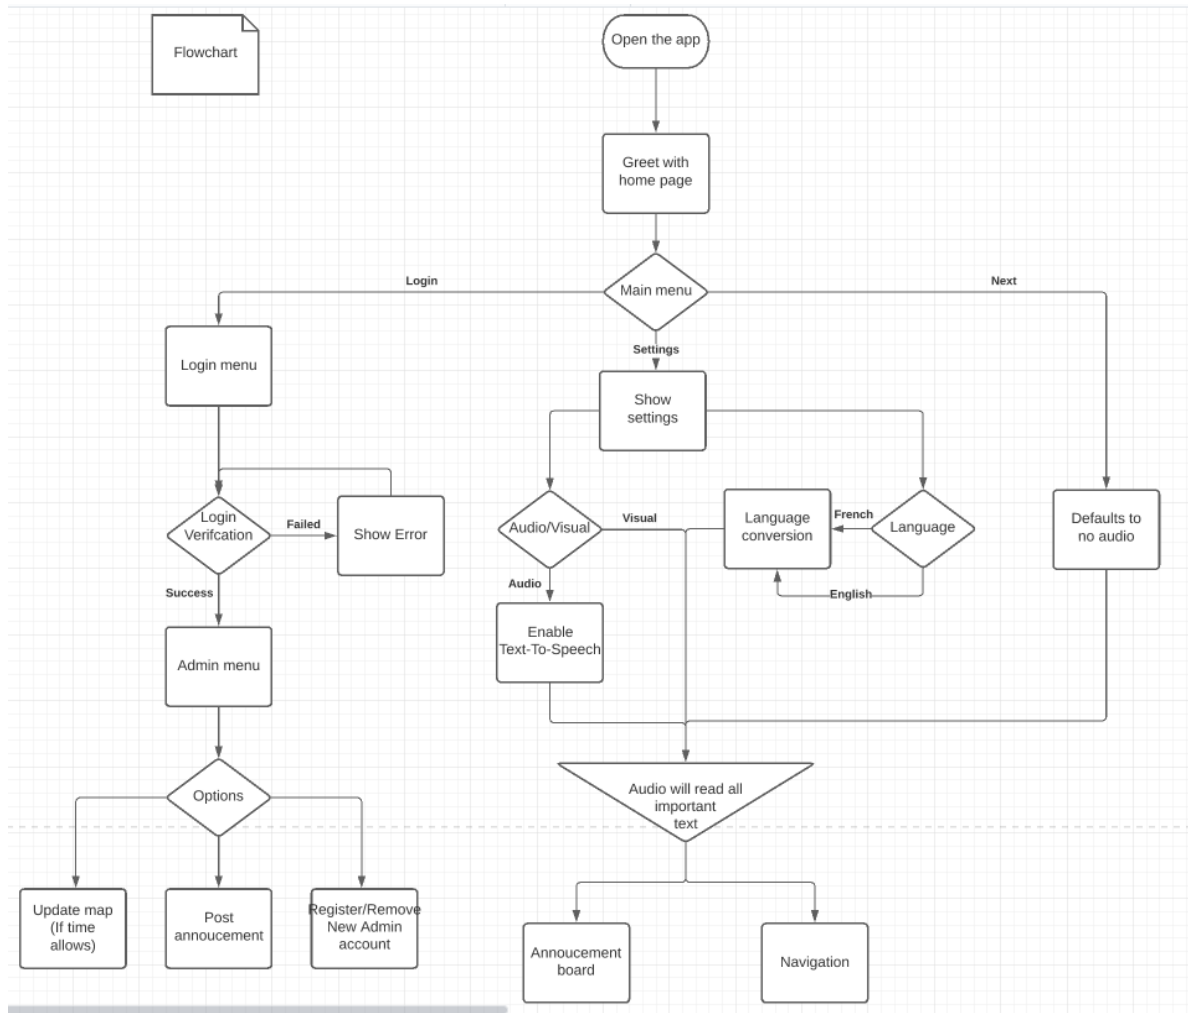 Flowchart
Open the app
Greet with
home page
Main menu
Login
Next
Settings
Login menu
Show
settings
Login
Verifcation
Failed
Show Error
Success
Audio/Visual
Visual
Audio
Language
conversion
French
Language
English
Defaults to
no audio
Enable
Text-To-Speech
Admin menu
Options
Audio will read all
important
text
Update map
(If time
allows)
Post
annoucement
Register/Remove
New Admin
account
Annoucement
board
Navigation